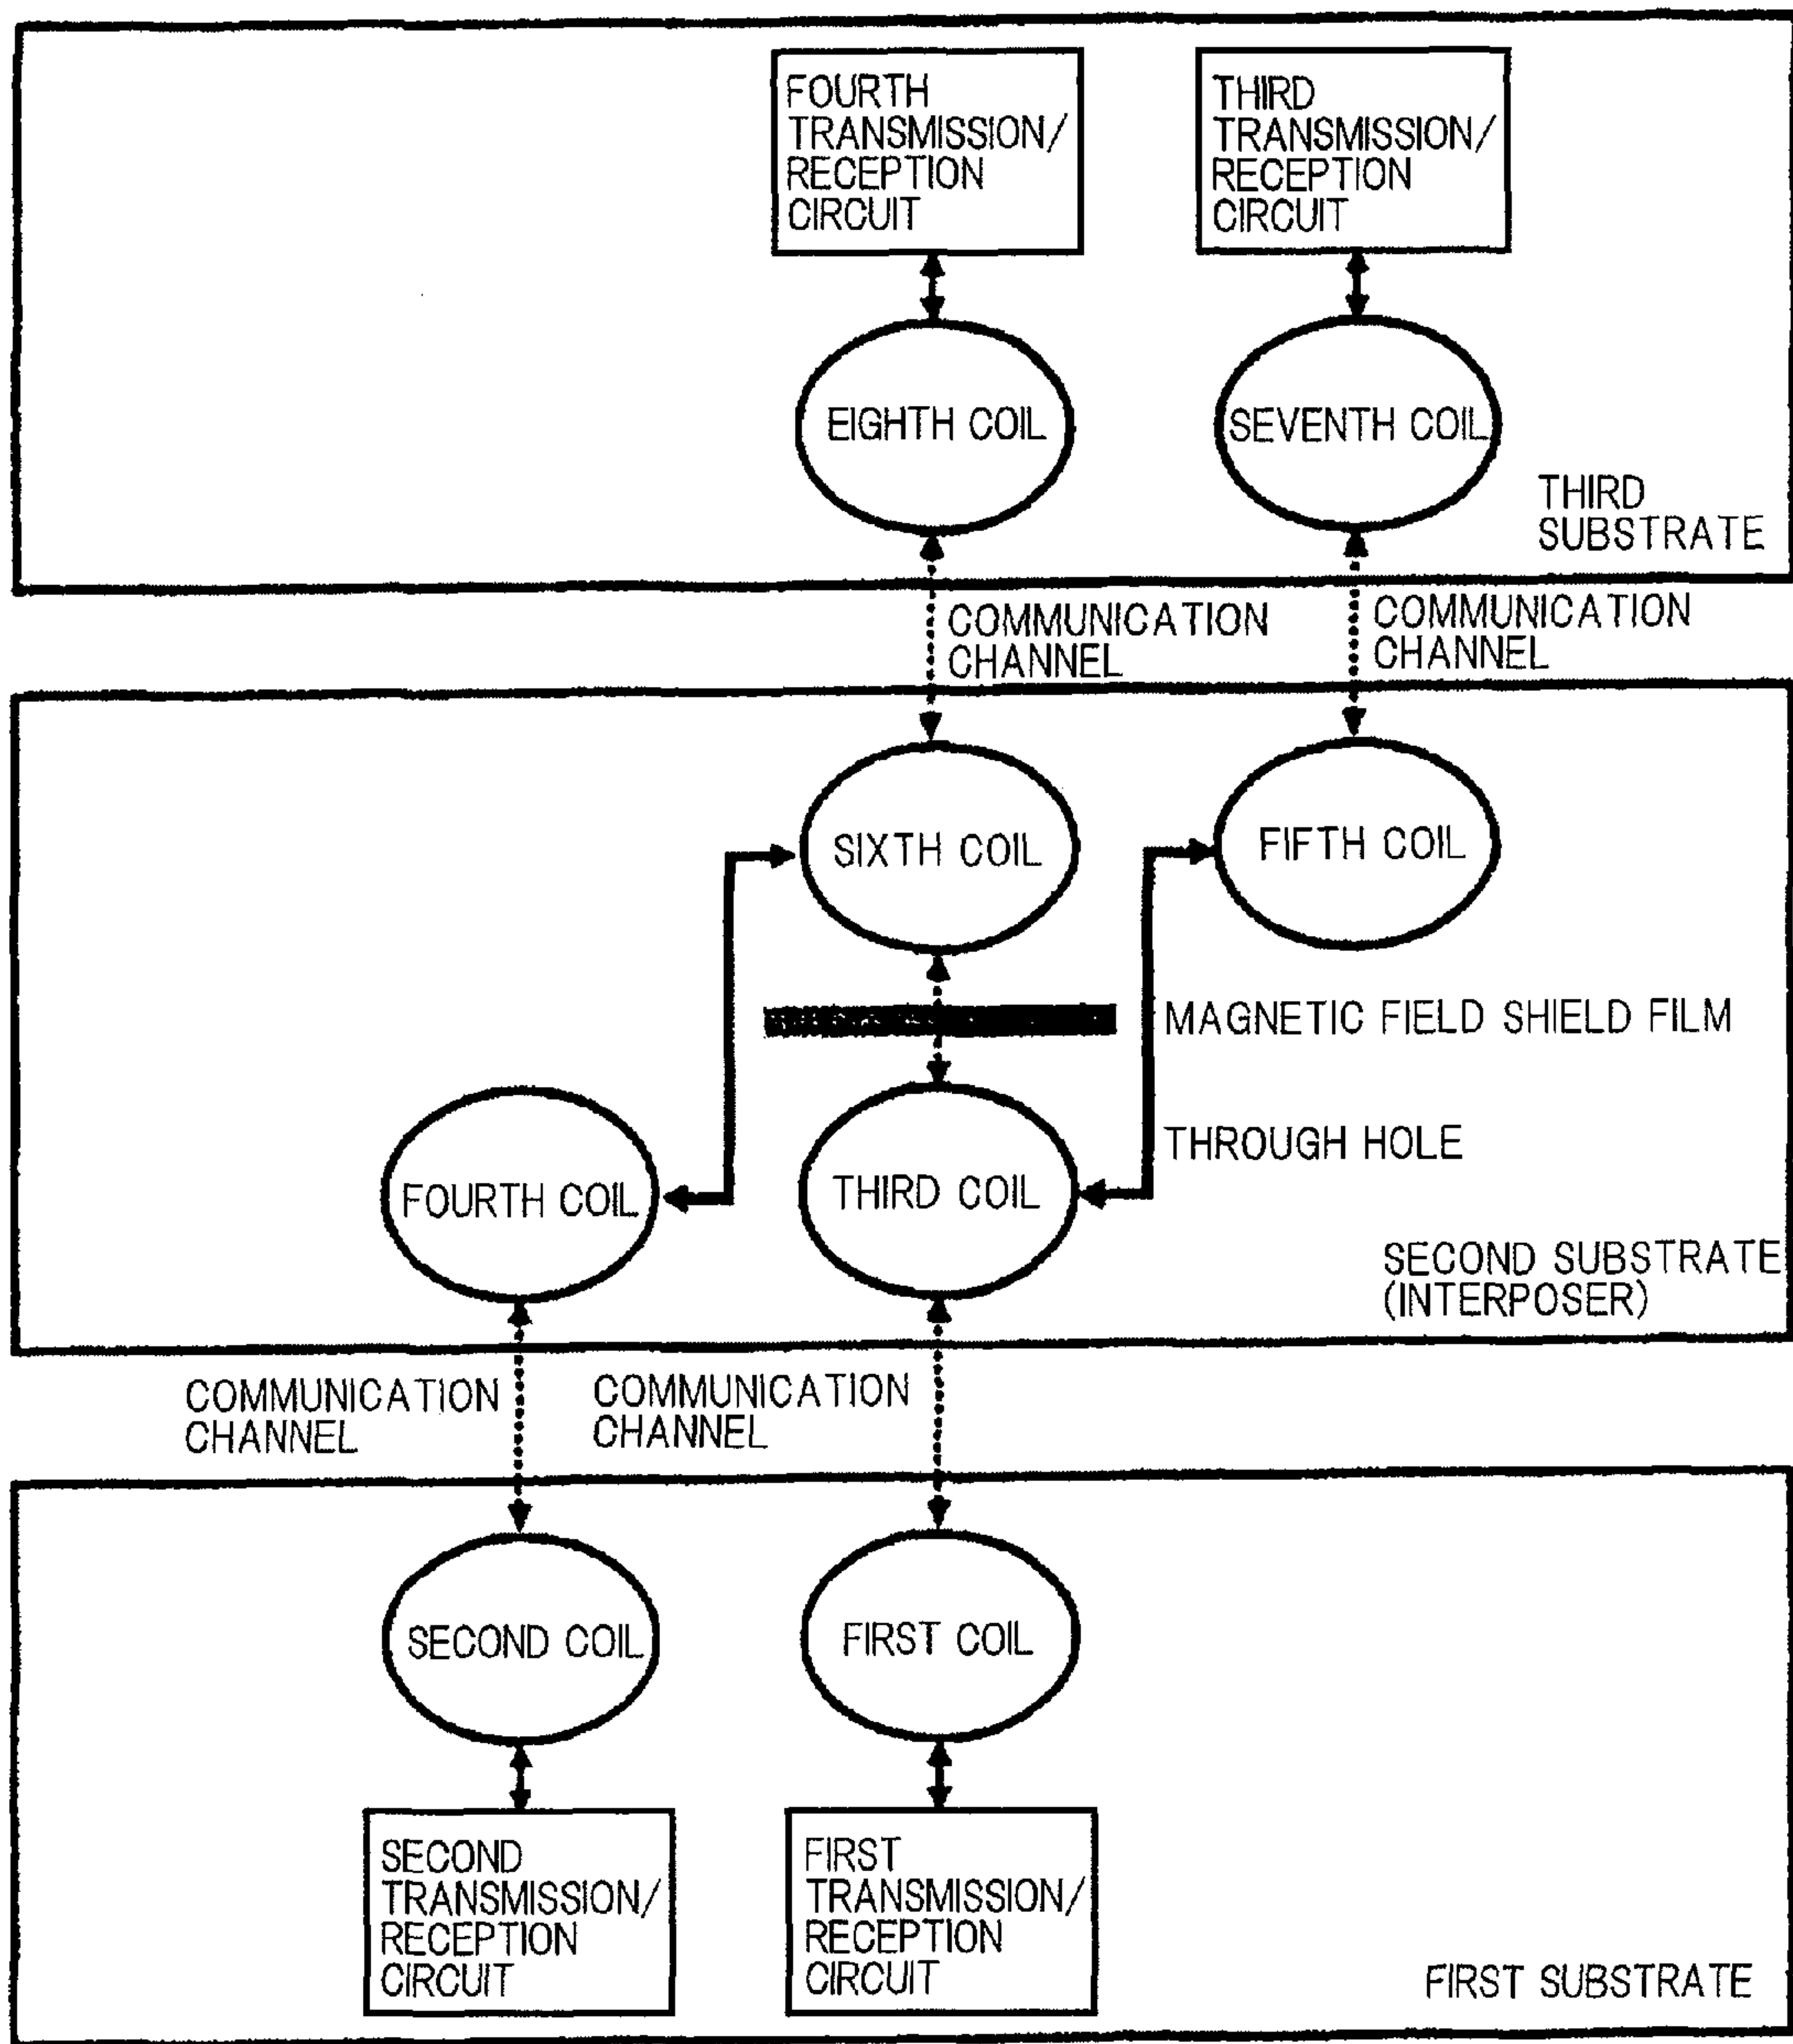 FOURTH
TRANSMISSION/
RECEPTION
CIRCUIT
THIRD
TRANSMISSION/
RECEPTION
CIRCUIT
EIGHTH COIL
SEVENTH COIL
THIRD
SUBSTRATE
COMMUNICATION
CHANNEL
COMMUNICATION
CHANNEL
SIXTH COIL
FIFTH COIL
MAGNETIC FIELD SHIELD FILM
THROUGH HOLE
FOURTH COIL
THIRD COIL
SECOND SUBSTRATE
(INTERPOSER)
COMMUNICATION
CHANNEL
COMMUNICATION
CHANNEL
SECOND COIL
FIRST COIL
SECOND
TRANSMISSION/
RECEPTION
CIRCUIT
FIRST
TRANSMISSION/
RECEPTION
CIRCUIT
FIRST SUBSTRATE